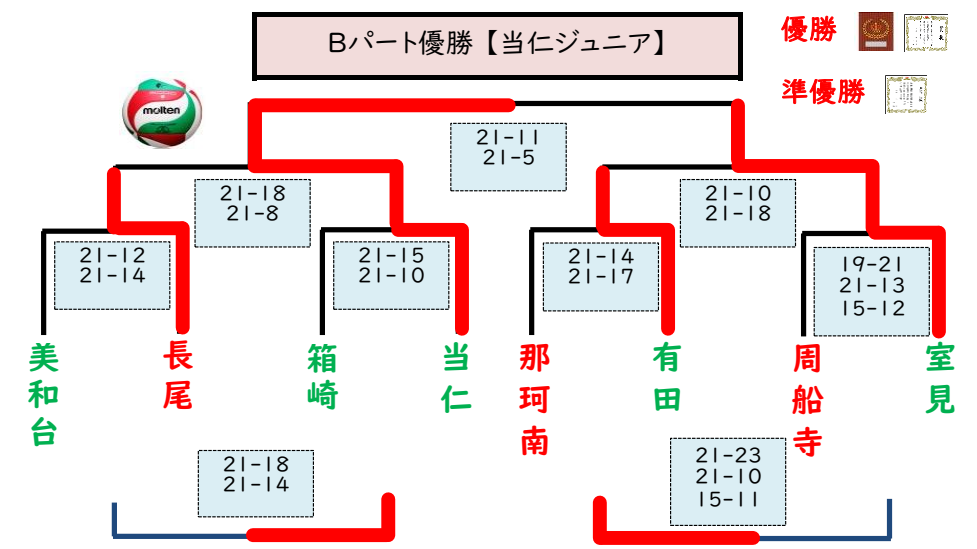 Bパート優勝【当仁ジュニア】
優勝
準優勝
molten
21-11
21-5
21-18
21-8
21-10
21-18
21-12
21-14
21-15
21-10
21-14
21-17
19-21
21-13
15-12
美和台
長尾
箱崎
当仁
那珂南
有田
周船寺
室見
21-18
21-14
21-23
21-10
15-11